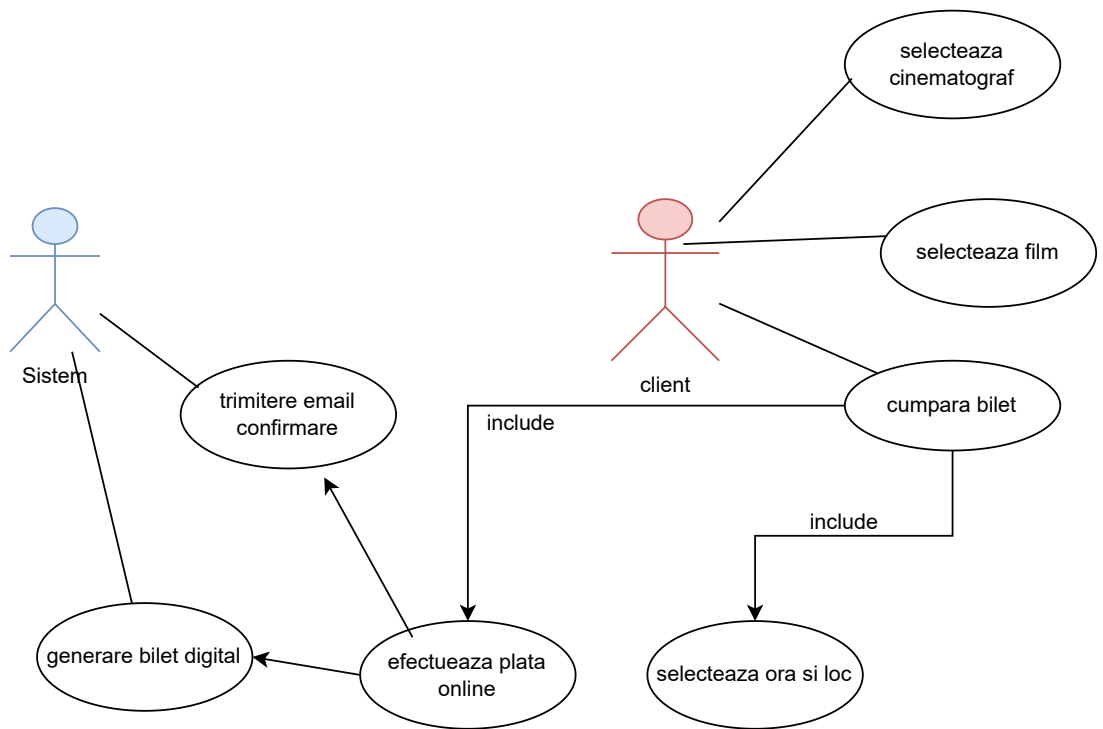 selecteaza
cinematograf
selecteaza film
Sistem
client
trimitere email
confirmare
include
cumpara bilet
include
generare bilet digital
efectueaza plata
online
selecteaza ora si loc